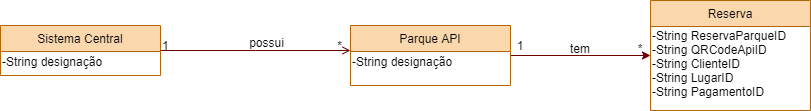 Sistema Central
-String designação
1
possui
*
Parque API
-String designação
1
tem
*
Reserva
-String ReservaParqueID
-String QRCodeApiID
-String ClienteID
-String LugarID
-String PagamentoID